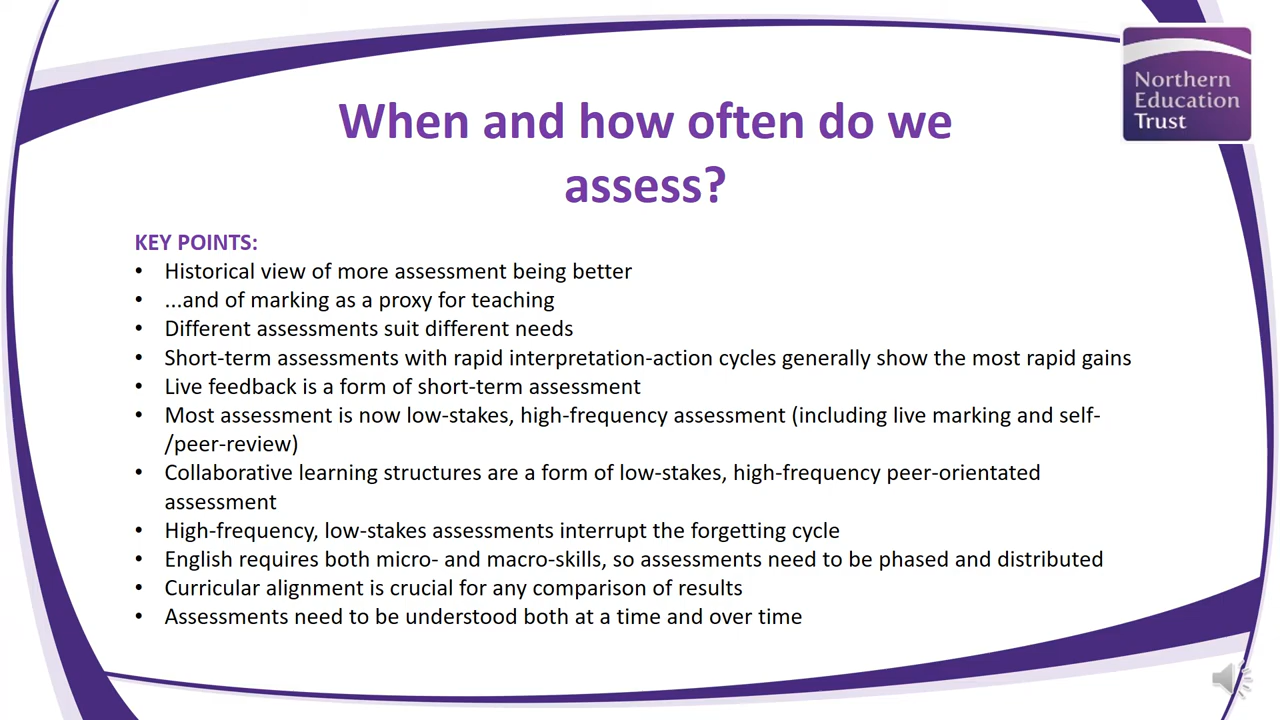 Northern
Education
Trust
When and how often do we
assess?
KEY POINTS:
• Historical view of more assessment being better
• ...and of marking as a proxy for teaching
• Different assessments suit different needs
• Short-term assessments with rapid interpretation-action cycles generally show the most rapid gains
• Live feedback is a form of short-term assessment
• Most assessment is now low-stakes, high-frequency assessment (including live marking and self-
/peer-review)
• Collaborative learning structures are a form of low-stakes, high-frequency peer-orientated
assessment
• High-frequency, low-stakes assessments interrupt the forgetting cycle
• English requires both micro- and macro-skills, so assessments need to be phased and distributed
• Curricular alignment is crucial for any comparison of results
• Assessments need to be understood both at a time and over time